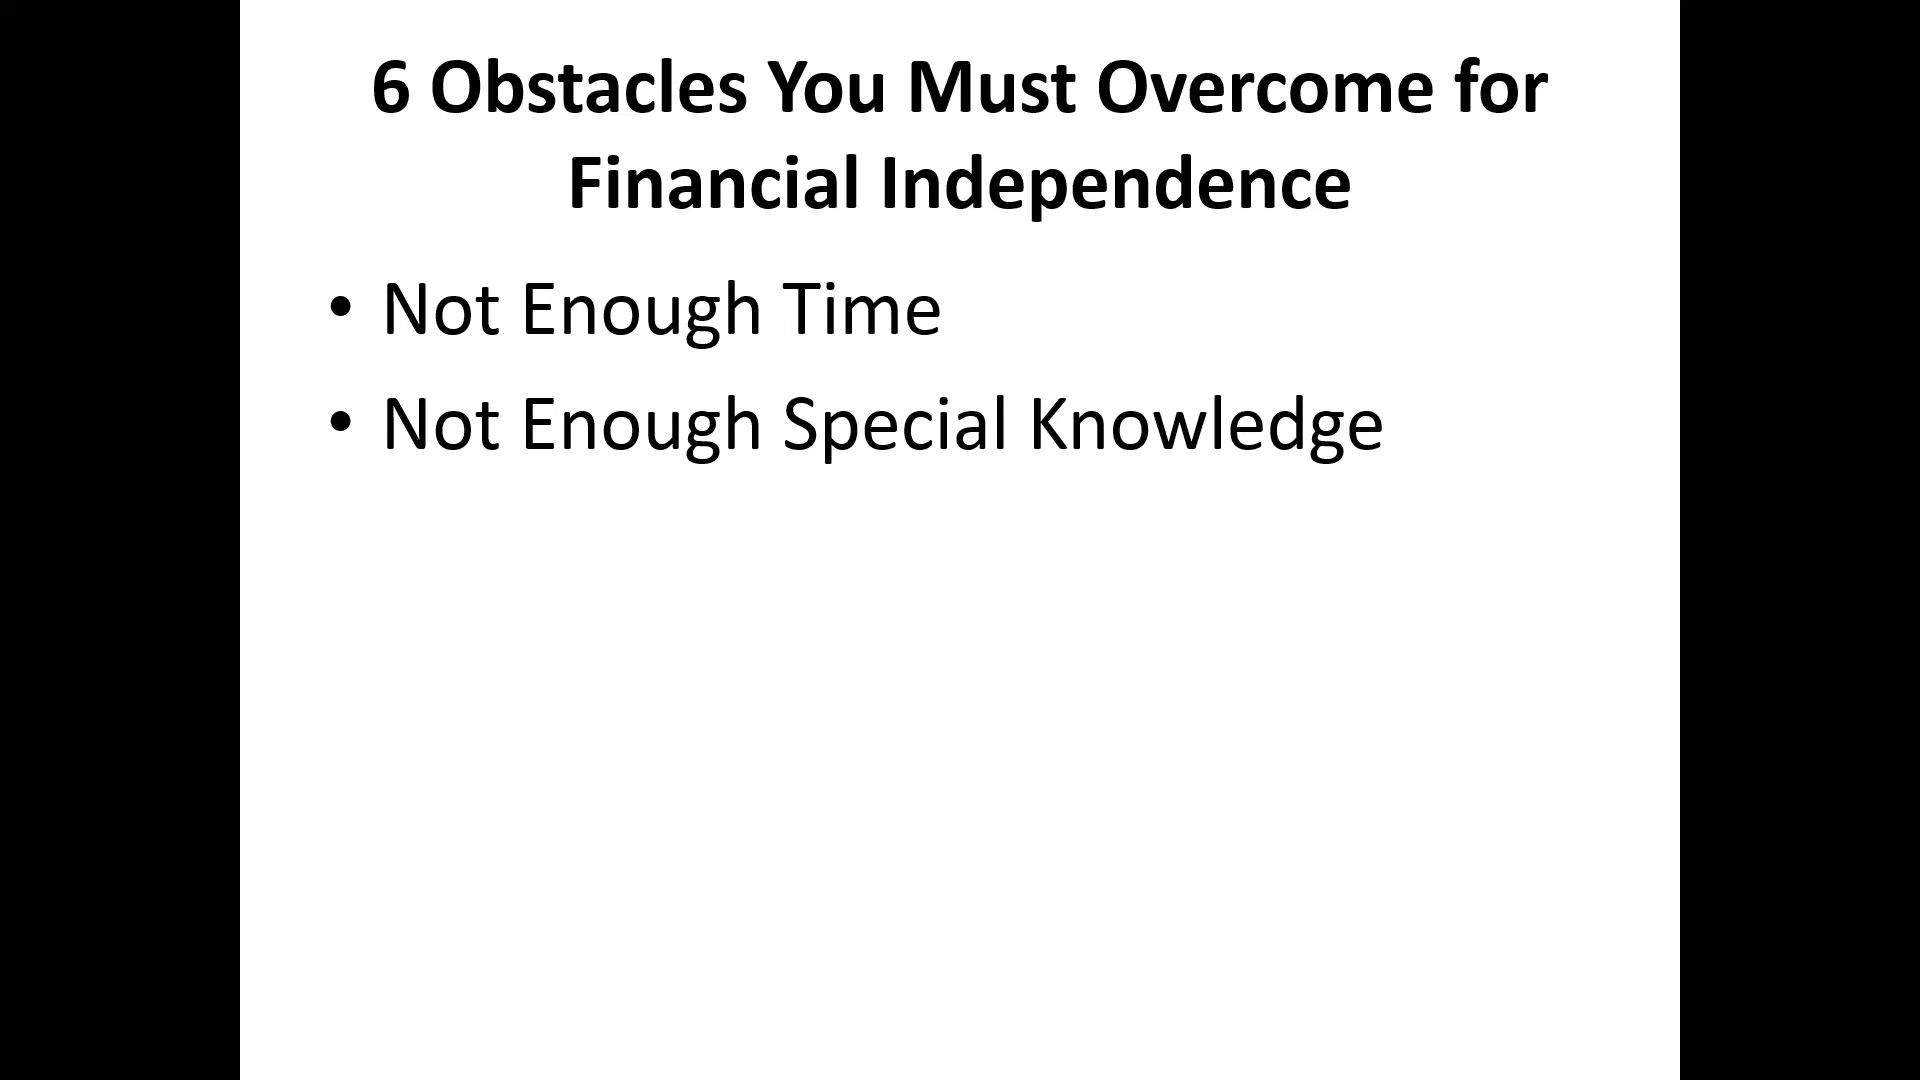 6 Obstacles You Must Overcome for
Financial Independence
• Not Enough Time
• Not Enough Special Knowledge